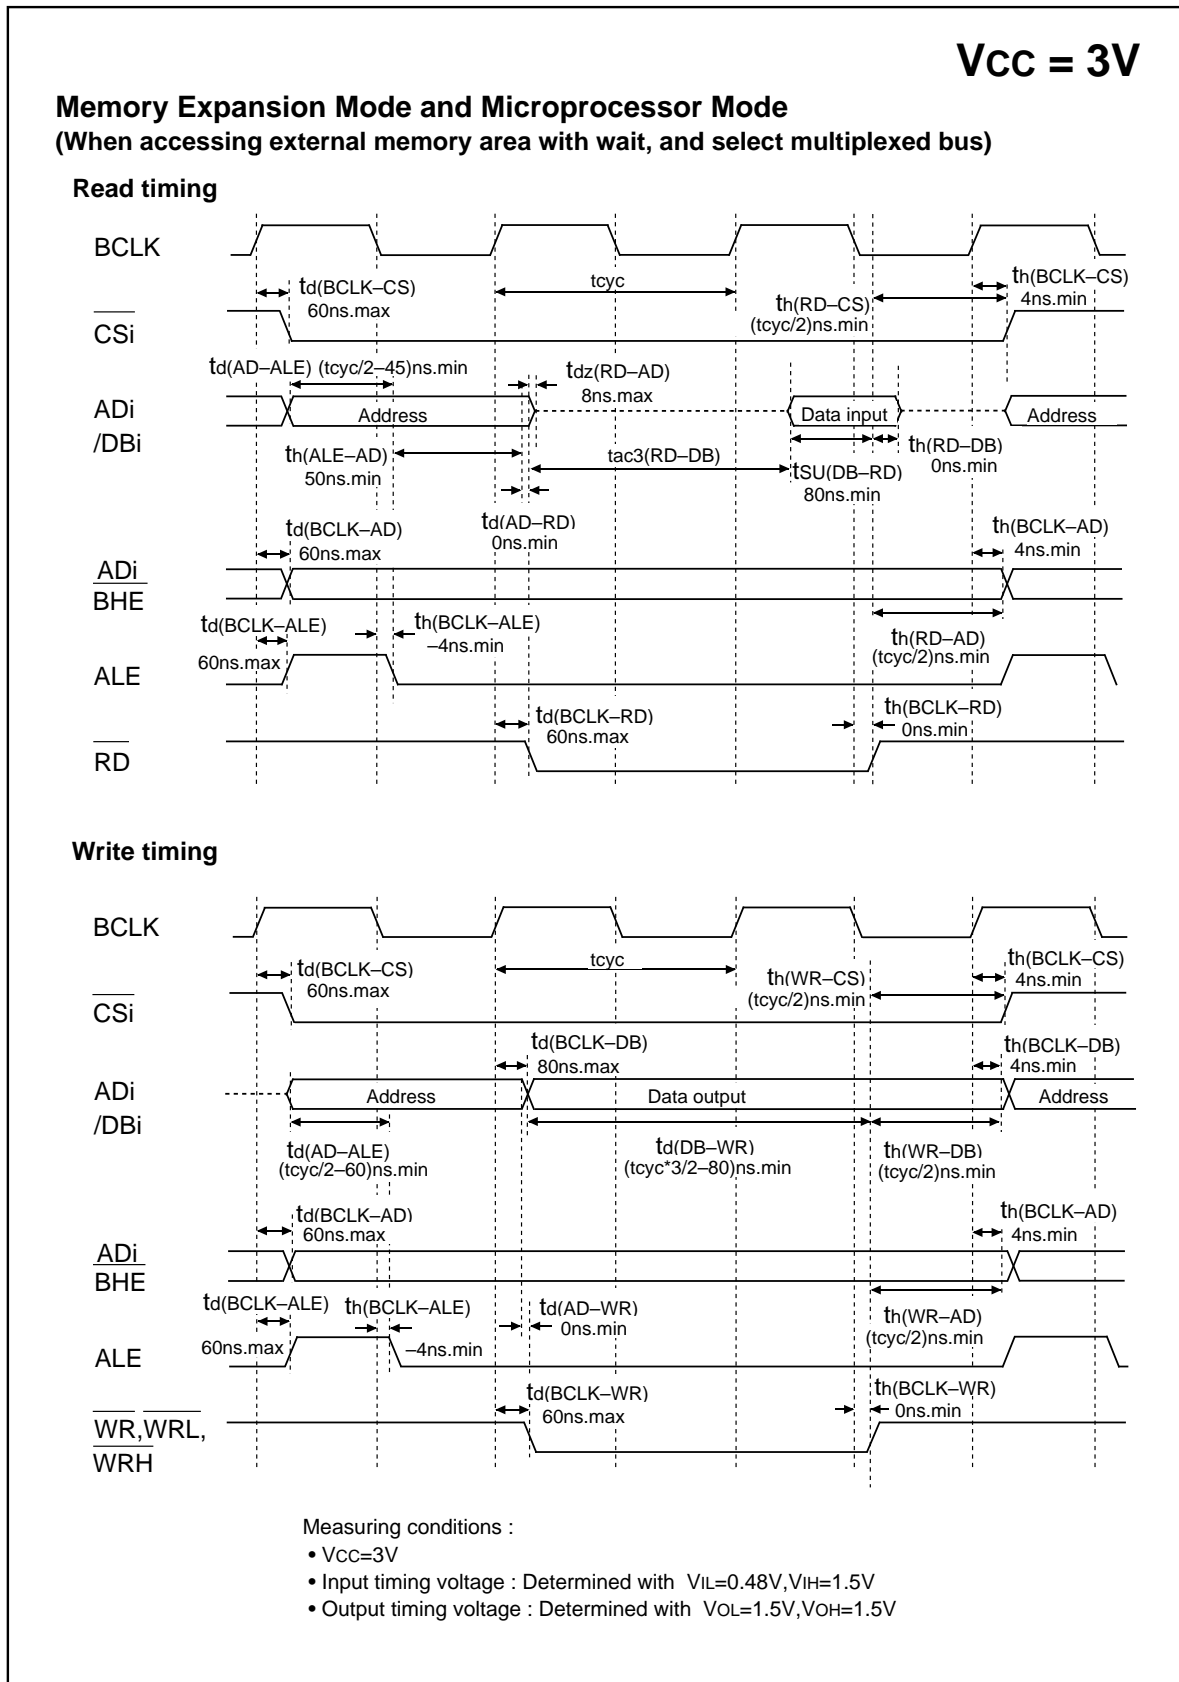 VCC = 3V
Memory Expansion Mode and Microprocessor Mode
(When accessing external memory area with wait, and select multiplexed bus)
Read timing
BCLK
td(BCLK–CS)
60ns.max
tcyc
th(RD–CS)
(tcyc/2)ns.min
th(BCLK–CS)
4ns.min
CSi
td(AD–ALE) (tcyc/2–45)ns.min
tdz(RD–AD)
8ns.max
ADi
/DBi
Address
Data input
Address
th(ALE–AD)
50ns.min
tac3(RD–DB)
tSU(DB–RD)
80ns.min
th(RD–DB)
0ns.min
td(AD–RD)
0ns.min
td(BCLK–AD)
60ns.max
th(BCLK–AD)
4ns.min
ADi
BHE
td(BCLK–ALE)
60ns.max
th(BCLK–ALE)
–4ns.min
th(RD–AD)
(tcyc/2)ns.min
ALE
td(BCLK–RD)
60ns.max
th(BCLK–RD)
0ns.min
RD
Write timing
BCLK
td(BCLK–CS)
60ns.max
tcyc
th(WR–CS)
(tcyc/2)ns.min
th(BCLK–CS)
4ns.min
CSi
td(BCLK–DB)
80ns.max
th(BCLK–DB)
4ns.min
ADi
/DBi
Address
Data output
Address
td(AD–ALE)
(tcyc/2–60)ns.min
td(DB–WR)
(tcyc*3/2–80)ns.min
th(WR–DB)
(tcyc/2)ns.min
td(BCLK–AD)
60ns.max
th(BCLK–AD)
4ns.min
ADi
BHE
td(BCLK–ALE)
60ns.max
th(BCLK–ALE)
–4ns.min
td(AD–WR)
0ns.min
th(WR–AD)
(tcyc/2)ns.min
ALE
td(BCLK–WR)
60ns.max
th(BCLK–WR)
0ns.min
WR,WRL,
WRH
Measuring conditions :
• VCC=3V
• Input timing voltage : Determined with VIL=0.48V,VIH=1.5V
• Output timing voltage : Determined with VOL=1.5V,VOH=1.5V